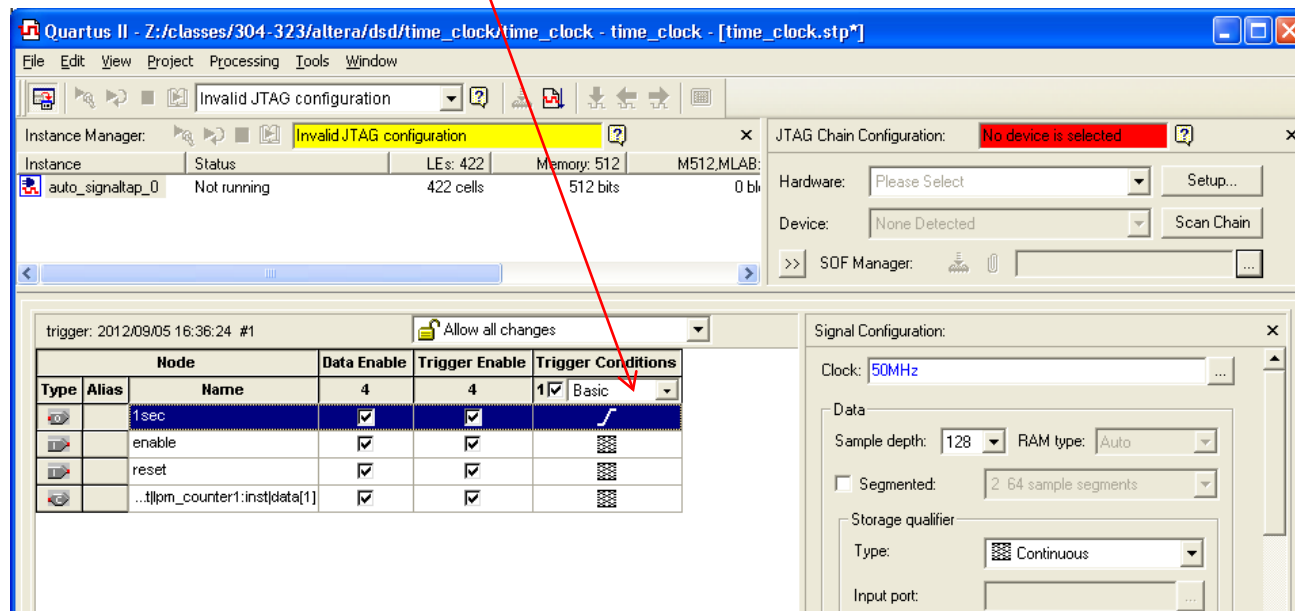 Quartus II - Z:/classes/304-323/altera/dsd/time_clock/time_clock - time_clock - [time_clock.stp*]
File Edit View Project Processing Tools Window
Invalid JTAG configuration
Instance Manager: Invalid JTAG configuration
Instance Status LEs: 422 Memory: 512 M512,MLAB:
auto_signaltap_0 Not running 422 cells 512 bits 0 blo
JTAG Chain Configuration: No device is selected
Hardware: Please Select Setup...
Device: None Detected Scan Chain
>> SOF Manager: ...
trigger: 2012/09/05 16:36:24 #1 Allow all changes
Node Data Enable Trigger Enable Trigger Conditions
Type Alias Name 4 4 1 Basic
1sec
enable
reset
...t|lpm_counter1:inst|data[1]
Signal Configuration:
Clock: 50MHz ...
Data
Sample depth: 128 RAM type: Auto
Segmented: 2 64 sample segments
Storage qualifier
Type: Continuous
Input port: ...